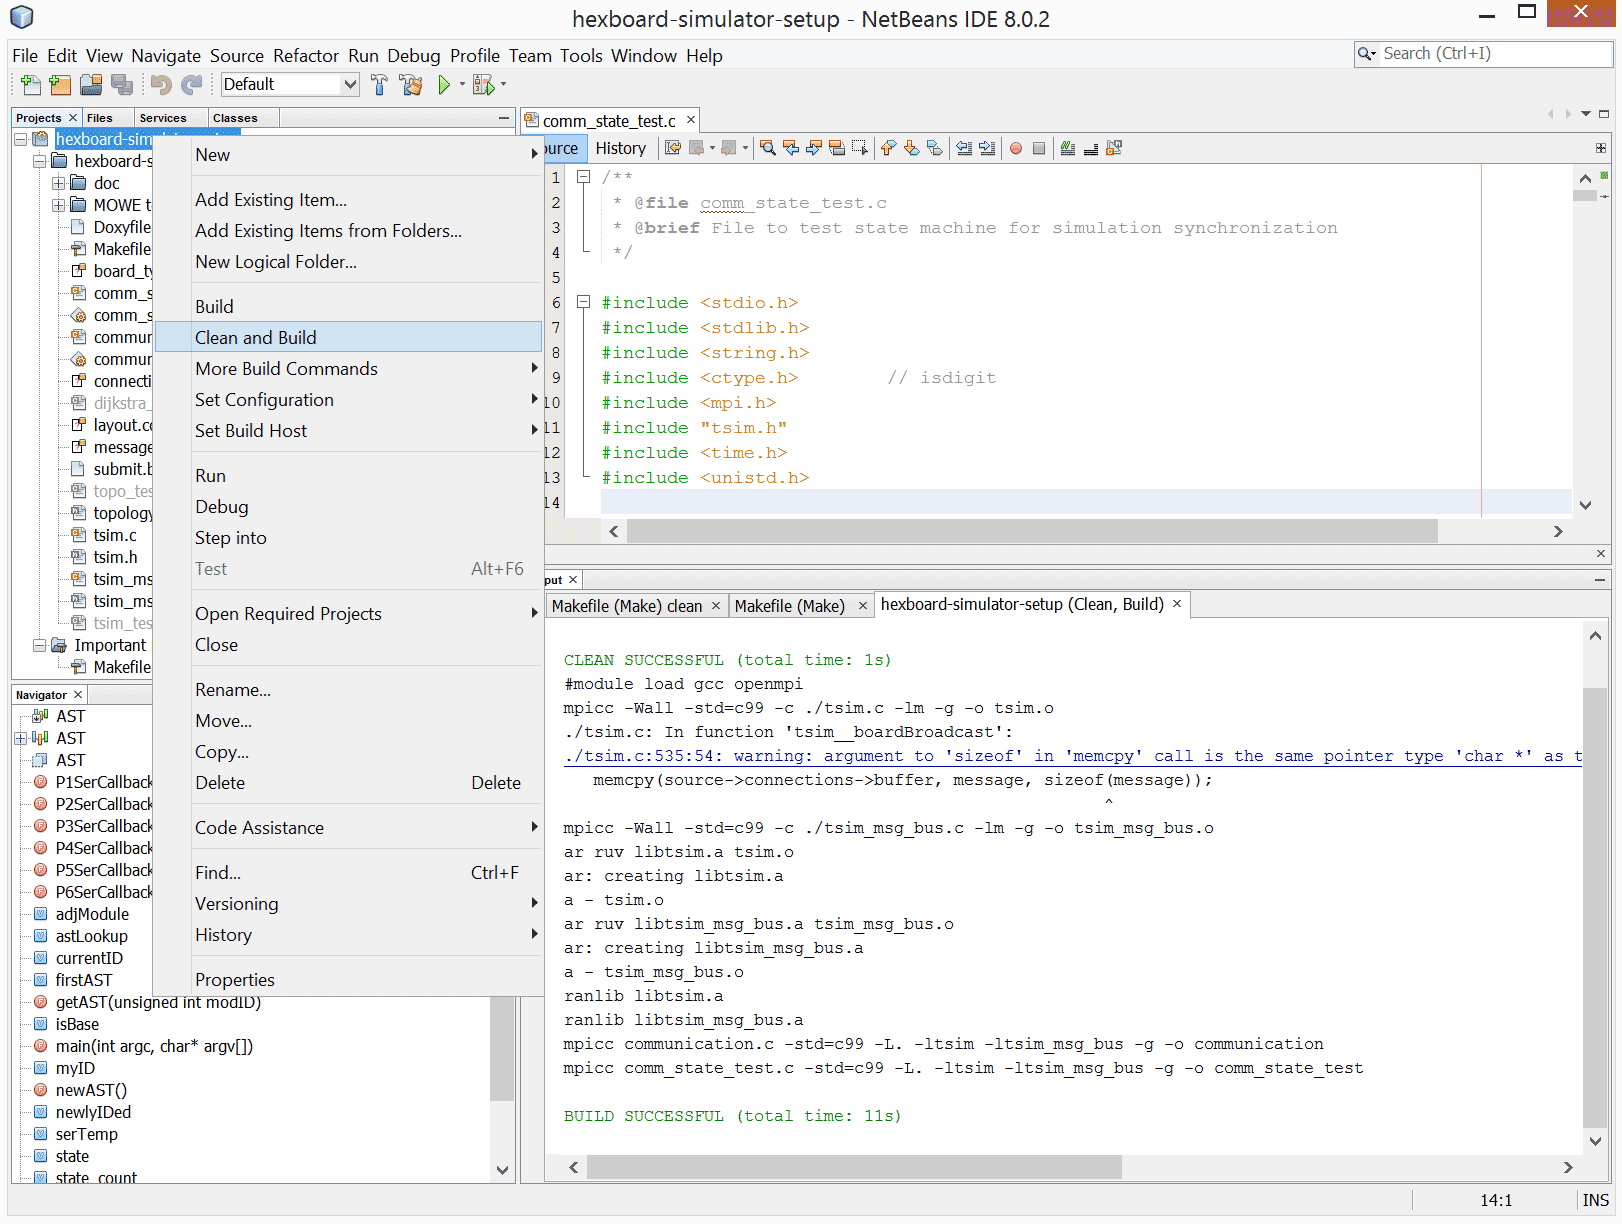 hexboard-simulator-setup - NetBeans IDE 8.0.2
File Edit View Navigate Source Refactor Run Debug Profile Team Tools Window Help
Search (Ctrl+I)
Default
Projects Files Services Classes
hexboard-sim
hexboard-s
doc
MOWE t
Doxyfile
Makefile
board_ty
comm_s
comm_s
commur
commur
connecti
dijkstra_
layout.co
message
submit.b
topo_tes
topology
tsim.c
tsim.h
tsim_ms
tsim_ms
tsim_tes
Important
Makefile
New
Add Existing Item...
Add Existing Items from Folders...
New Logical Folder...
Build
Clean and Build
More Build Commands
Set Configuration
Set Build Host
Run
Debug
Step into
Test Alt+F6
Open Required Projects
Close
Rename...
Move...
Copy...
Delete Delete
Code Assistance
Find... Ctrl+F
Versioning
History
Properties
Navigator
AST
AST
AST
P1SerCallback
P2SerCallback
P3SerCallback
P4SerCallback
P5SerCallback
P6SerCallback
adjModule
astLookup
currentID
firstAST
getAST(unsigned int modID)
isBase
main(int argc, char* argv[])
myID
newAST()
newlyIDed
serTemp
state
state_count
comm_state_test.c
ource History
1 /**
2 * @file comm_state_test.c
3 * @brief File to test state machine for simulation synchronization
4 */
5
6 #include <stdio.h>
7 #include <stdlib.h>
8 #include <string.h>
9 #include <ctype.h> // isdigit
10 #include <mpi.h>
11 #include "tsim.h"
12 #include <time.h>
13 #include <unistd.h>
14
put
Makefile (Make) clean Makefile (Make) hexboard-simulator-setup (Clean, Build)
CLEAN SUCCESSFUL (total time: 1s)
#module load gcc openmpi
mpicc -Wall -std=c99 -c ./tsim.c -lm -g -o tsim.o
./tsim.c: In function 'tsim__boardBroadcast':
./tsim.c:535:54: warning: argument to 'sizeof' in 'memcpy' call is the same pointer type 'char *' as t
memcpy(source->connections->buffer, message, sizeof(message));
^
mpicc -Wall -std=c99 -c ./tsim_msg_bus.c -lm -g -o tsim_msg_bus.o
ar ruv libtsim.a tsim.o
ar: creating libtsim.a
a - tsim.o
ar ruv libtsim_msg_bus.a tsim_msg_bus.o
ar: creating libtsim_msg_bus.a
a - tsim_msg_bus.o
ranlib libtsim.a
ranlib libtsim_msg_bus.a
mpicc communication.c -std=c99 -L. -ltsim -ltsim_msg_bus -g -o communication
mpicc comm_state_test.c -std=c99 -L. -ltsim -ltsim_msg_bus -g -o comm_state_test
BUILD SUCCESSFUL (total time: 11s)
14:1 INS